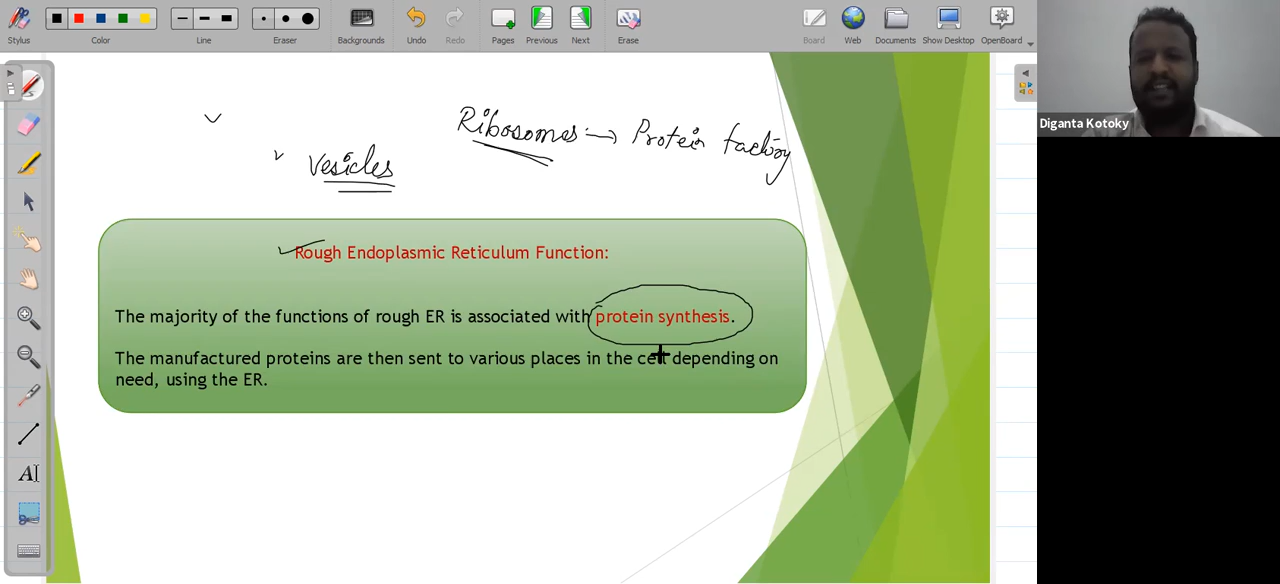 Stylus
Color
Line
Eraser
Backgrounds
Undo
Redo
Pages
Previous
Next
Erase
Board
Web
Documents
Show Desktop
OpenBoard
Diganta Kotoky
Ribosomes → Protein factory
Vesicles
Rough Endoplasmic Reticulum Function:
The majority of the functions of rough ER is associated with protein synthesis.
The manufactured proteins are then sent to various places in the cell depending on
need, using the ER.
AI